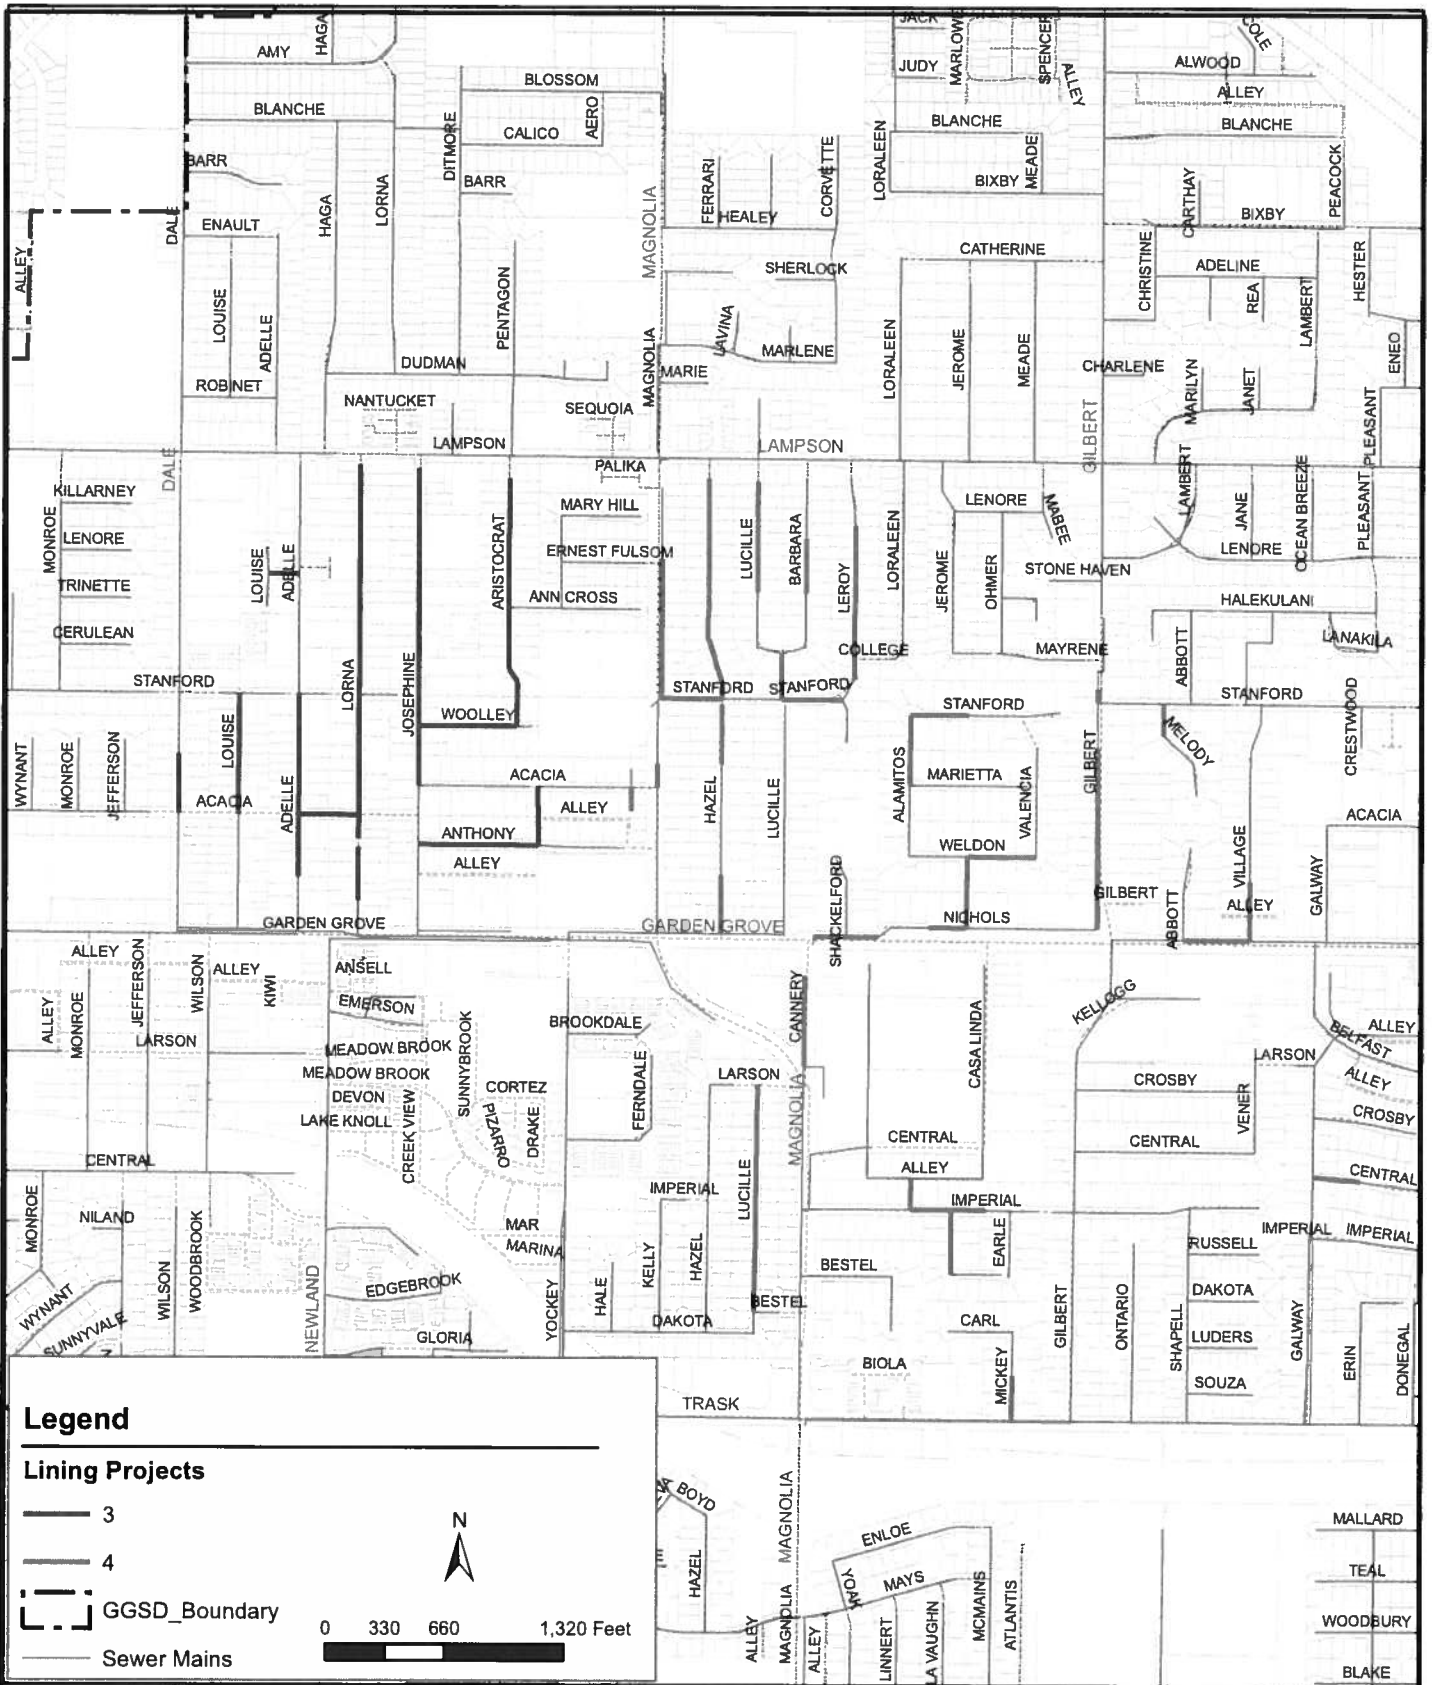 JACK
AMY
HAGA
MARLOWE
SPENCER
COLE
JUDY
ALLEY
ALWOOD
BLOSSOM
ALLEY
BLANCHE
AERO
CALICO
DITMORE
BLANCHE
BLANCHE
LORALEEN
BARR
BARR
LORNA
HAGA
MAGNOLIA
FERRARI
CORVETTE
BIXBY
MEADE
CARTHAY
PEACOCK
DALE
ENAULT
HEALEY
BIXBY
ALLEY
CATHERINE
CHRISTINE
SHERLOCK
ADELINE
HESTER
LOUISE
ADELLE
PENTAGON
LAVINA
REA
LAMBERT
MAGNOLIA
MARLENE
LORALEEN
JEROME
MEADE
ENEO
DUDMAN
MARIE
CHARLENE
ROBINET
MARILYN
JANET
NANTUCKET
SEQUOIA
GILBERT
PLEASANT
LAMPSON
LAMPSON
DALE
PALIKA
KILLARNEY
MARY HILL
LENORE
MABEE
LAMBERT
JANE
OCEAN BREEZE
PLEASANT
MONROE
LENORE
LOUISE
ADELLE
ARISTOCRAT
ERNEST FULSOM
LUCILLE
BARBARA
LEROY
LORALEEN
JEROME
OHMER
LENORE
TRINETTE
ANN CROSS
STONE HAVEN
HALEKULANI
CERULEAN
COLLEGE
MAYRENE
ABBOTT
LANAKILA
STANFORD
LORNA
JOSEPHINE
STANFORD
STANFORD
STANFORD
STANFORD
WOOLLEY
MELODY
CRESTWOOD
WYNANT
MONROE
JEFFERSON
LOUISE
ADELLE
ACACIA
ACACIA
ALLEY
HAZEL
LUCILLE
ALAMITOS
MARIETTA
VALENCIA
GILBERT
ACACIA
ANTHONY
ALLEY
WELDON
VILLAGE
GALWAY
SHACKELFORD
GILBERT
ABBOTT
ALLEY
GARDEN GROVE
GARDEN GROVE
NICHOLS
ALLEY
JEFFERSON
WILSON
ALLEY
KIWI
ANSELL
EMERSON
ALLEY
MONROE
LARSON
MEADOW BROOK
MEADOW BROOK
SUNNYBROOK
BROOKDALE
CANNERY
CASA LINDA
KELLOGG
ALLEY
BELFAST
LARSON
DEVON
LAKE KNOLL
CREEK VIEW
CORTEZ
PIZARRO
DRAKE
FERNDALE
LARSON
MAGNOLIA
CROSBY
VENER
ALLEY
CROSBY
CENTRAL
CENTRAL
CENTRAL
ALLEY
CENTRAL
MONROE
NILAND
WILSON
WOODBROOK
IMPERIAL
LUCILLE
IMPERIAL
EARLE
MAR
MARINA
KELLY
HAZEL
IMPERIAL
IMPERIAL
RUSSELL
WYNANT
SUNNYVALE
NEWLAND
EDGEBROOK
YOCKEY
HALE
BESTEL
BESTEL
DAKOTA
GLORIA
DAKOTA
CARL
GILBERT
ONTARIO
SHAPELL
LUDERS
GALWAY
ERIN
DONEGAL
BIOLA
MICKEY
SOUZA
TRASK
Legend
Lining Projects
3
4
GGSD_Boundary
Sewer Mains
N
0 330 660 1,320 Feet
BOYD
HAZEL
MAGNOLIA
MAGNOLIA
ALLEY
ALLEY
ENLOE
YOAK
MAYS
LINNERT
LA VAUGHN
MCMAINS
ATLANTIS
MALLARD
TEAL
WOODBURY
BLAKE